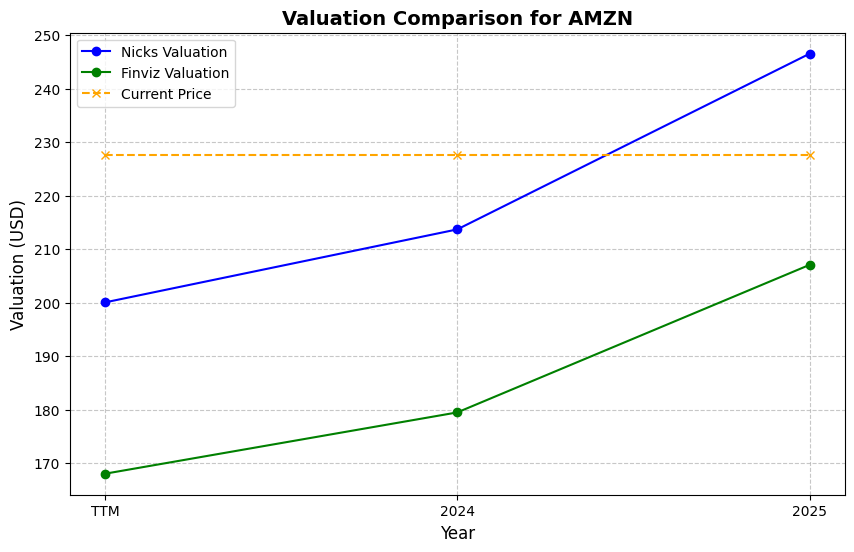 Valuation Comparison for AMZN
Nicks Valuation
Finviz Valuation
Current Price
Valuation (USD)
250
240
230
220
210
200
190
180
170
TTM
2024
2025
Year